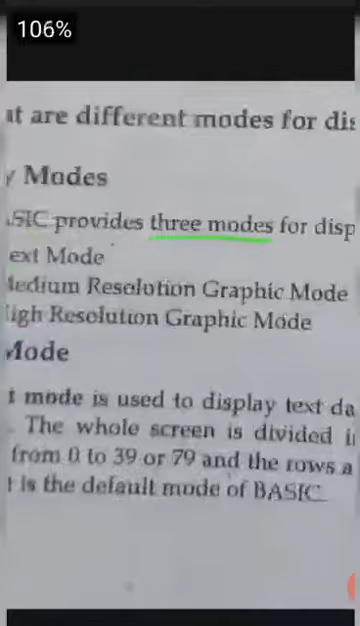 106%
at are different modes for dis
y Modes
ASIC provides three modes for disp
ext Mode
Medium Resolution Graphic Mode
High Resolution Graphic Mode
Mode
t mode is used to display text da
. The whole screen is divided i
from 0 to 39 or 79 and the rows a
t is the default mode of BASIC.